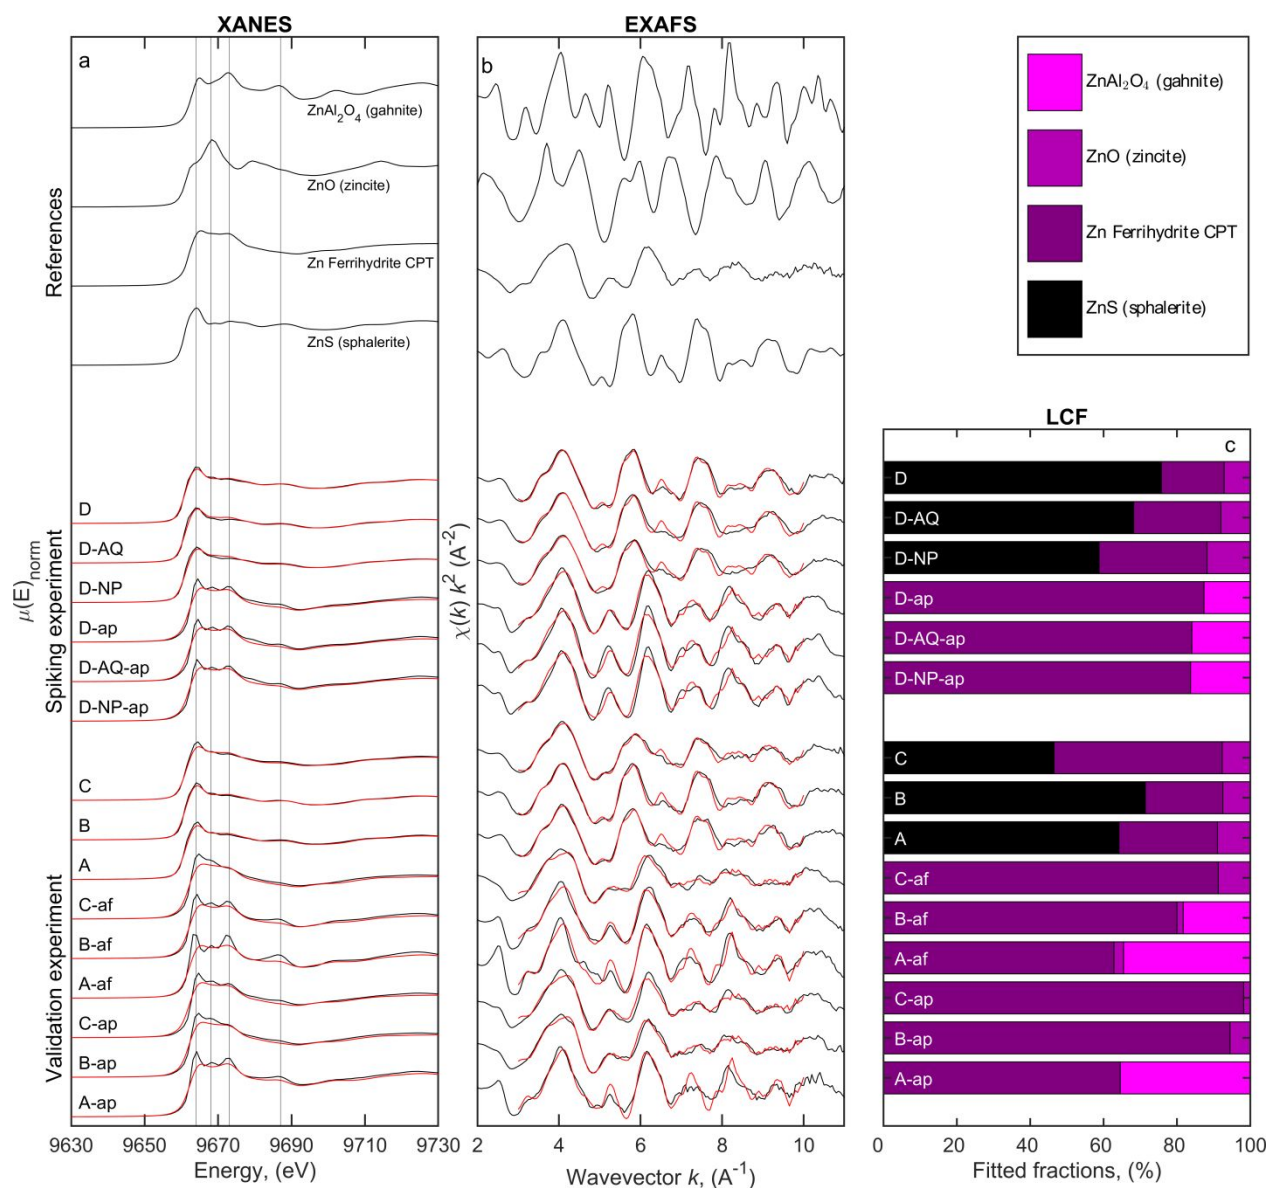 XANES
a
ZnAl2O4 (gahnite)
ZnO (zincite)
Zn Ferrihydrite CPT
ZnS (sphalerite)
References
μ(E)norm
Spiking experiment
Validation experiment
D
D-AQ
D-NP
D-ap
D-AQ-ap
D-NP-ap
C
B
A
C-af
B-af
A-af
C-ap
B-ap
A-ap
9630 9650 9670 9690 9710 9730
Energy, (eV)
EXAFS
b
χ(k) k² (A⁻²)
2 4 6 8 10
Wavevector k, (A⁻¹)
ZnAl2O4 (gahnite)
ZnO (zincite)
Zn Ferrihydrite CPT
ZnS (sphalerite)
LCF
c
D
D-AQ
D-NP
D-ap
D-AQ-ap
D-NP-ap
C
B
A
C-af
B-af
A-af
C-ap
B-ap
A-ap
0 20 40 60 80 100
Fitted fractions, (%)